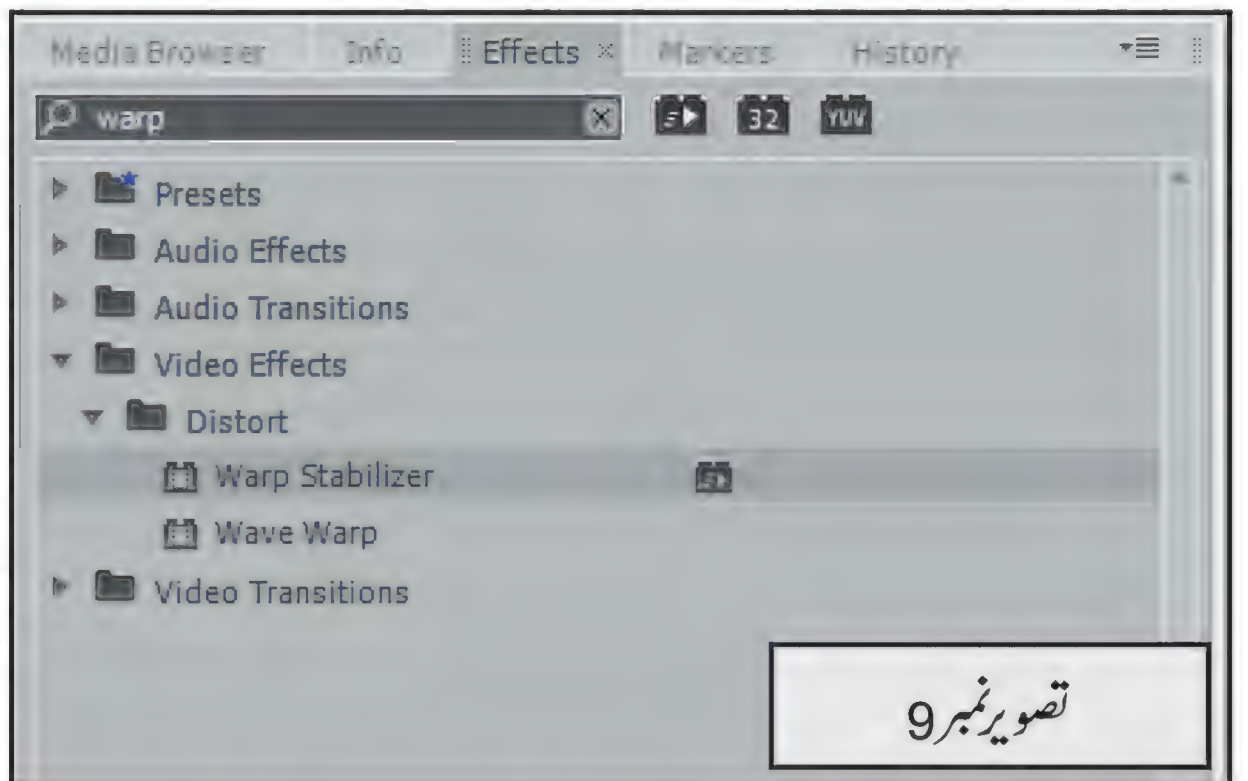 Media Browser Info Effects × Markers History
warp 32 YUV
Presets
Audio Effects
Audio Transitions
Video Effects
Distort
Warp Stabilizer
Wave Warp
Video Transitions
تصویر نمبر 9